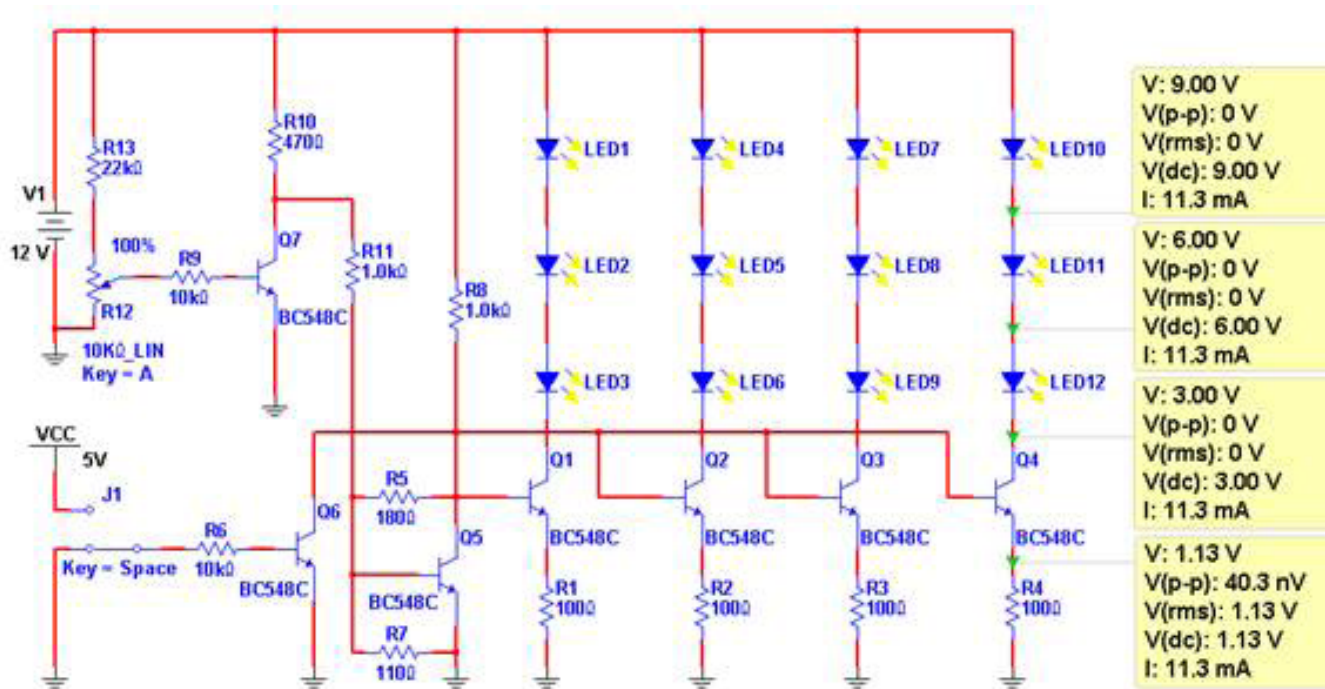 R13
22kΩ
V1
12 V
100%
R12
10KΩ_LIN
Key = A
R9
10kΩ
R10
470Ω
Q7
BC548C
R11
1.0kΩ
R8
1.0kΩ
LED1
LED2
LED3
LED4
LED5
LED6
LED7
LED8
LED9
LED10
LED11
LED12
VCC
5V
J1
Key = Space
R6
10kΩ
Q6
BC548C
R5
180Ω
Q5
BC548C
R7
110Ω
Q1
BC548C
R1
100Ω
Q2
BC548C
R2
100Ω
Q3
BC548C
R3
100Ω
Q4
BC548C
R4
100Ω
V: 9.00 V
V(p-p): 0 V
V(rms): 0 V
V(dc): 9.00 V
I: 11.3 mA
V: 6.00 V
V(p-p): 0 V
V(rms): 0 V
V(dc): 6.00 V
I: 11.3 mA
V: 3.00 V
V(p-p): 0 V
V(rms): 0 V
V(dc): 3.00 V
I: 11.3 mA
V: 1.13 V
V(p-p): 40.3 nV
V(rms): 1.13 V
V(dc): 1.13 V
I: 11.3 mA